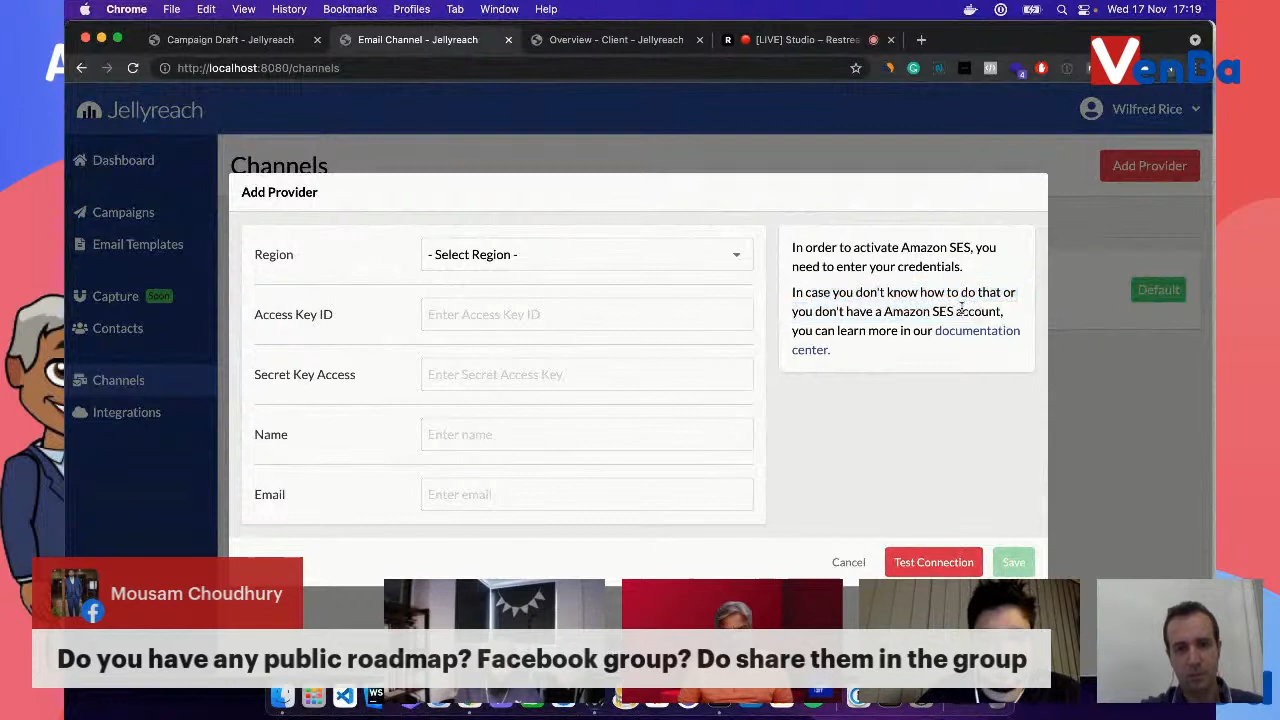 Chrome File Edit View History Bookmarks Profiles Tab Window Help Wed 17 Nov 17:19
Campaign Draft - Jellyreach
Email Channel - Jellyreach
Overview - Client - Jellyreach
[LIVE] Studio – Restres
http://localhost:8080/channels
VenBa
Jellyreach
Wilfred Rice
Dashboard
Campaigns
Email Templates
Capture Soon
Contacts
Channels
Integrations
Channels
Add Provider
Default
Add Provider
Region
- Select Region -
Access Key ID
Enter Access Key ID
Secret Key Access
Enter Secret Access Key
Name
Enter name
Email
Enter email
In order to activate Amazon SES, you
need to enter your credentials.
In case you don't know how to do that or
you don't have a Amazon SES account,
you can learn more in our documentation
center.
Cancel
Test Connection
Save
Mousam Choudhury
Do you have any public roadmap? Facebook group? Do share them in the group